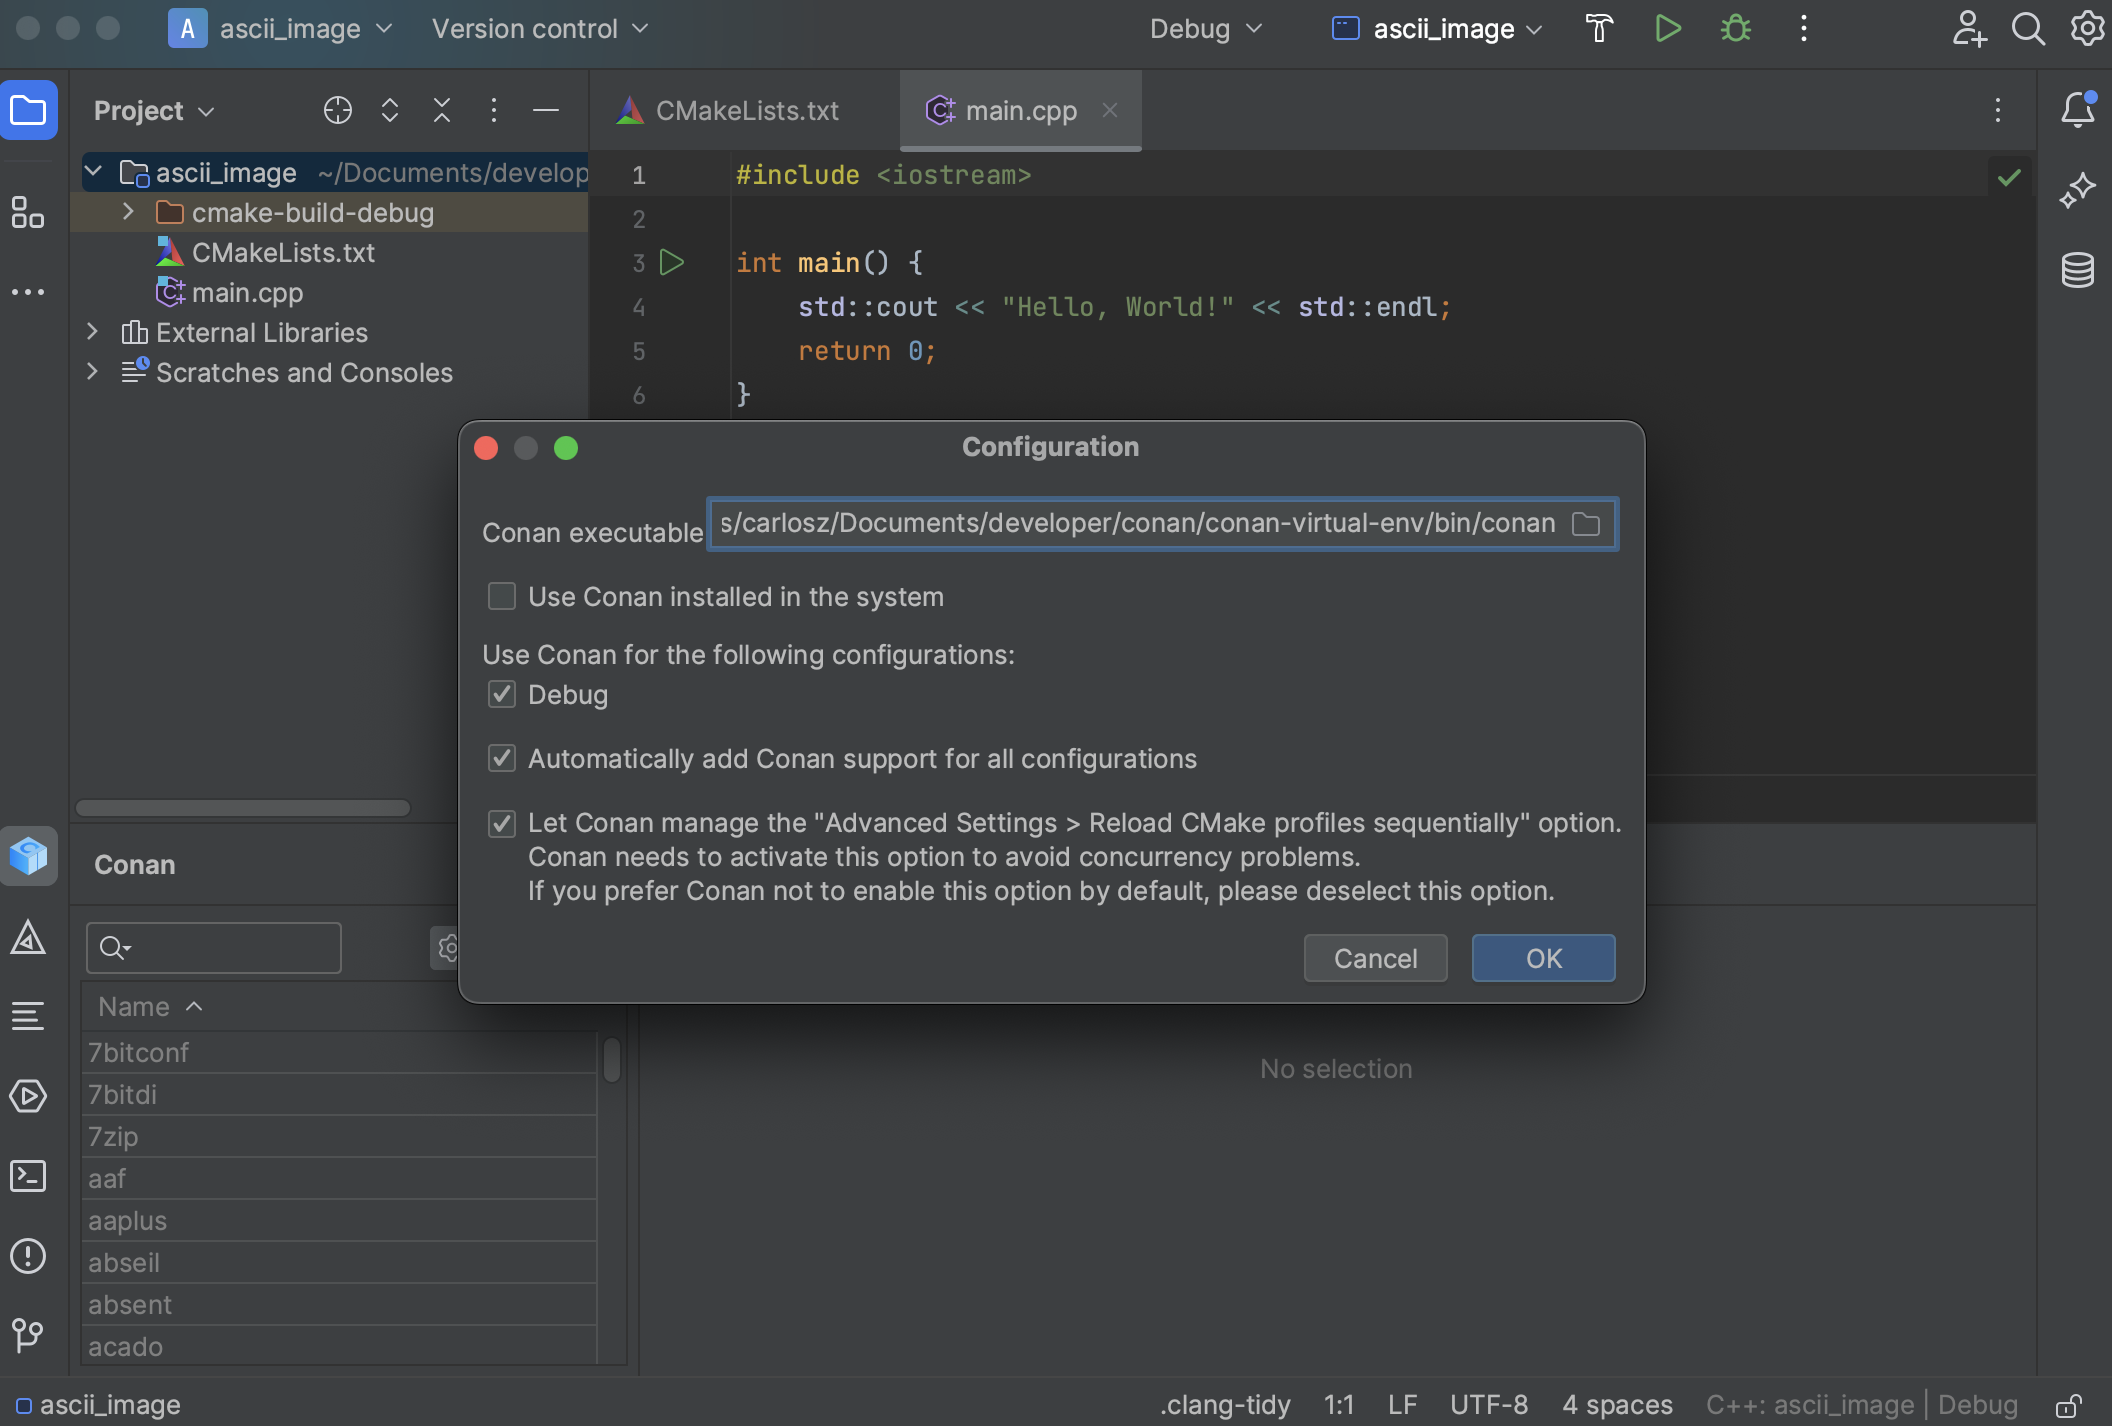 A ascii_image
Version control
Debug
ascii_image
Project
CMakeLists.txt
main.cpp
ascii_image ~/Documents/develop
cmake-build-debug
CMakeLists.txt
main.cpp
External Libraries
Scratches and Consoles
1 #include <iostream>
2
3 int main() {
4 std::cout << "Hello, World!" << std::endl;
5 return 0;
6 }
Configuration
Conan executable s/carlosz/Documents/developer/conan/conan-virtual-env/bin/conan
Use Conan installed in the system
Use Conan for the following configurations:
Debug
Automatically add Conan support for all configurations
Let Conan manage the "Advanced Settings > Reload CMake profiles sequentially" option.
Conan needs to activate this option to avoid concurrency problems.
If you prefer Conan not to enable this option by default, please deselect this option.
Cancel
OK
Conan
Name
7bitconf
7bitdi
7zip
aaf
aaplus
abseil
absent
acado
No selection
ascii_image
.clang-tidy 1:1 LF UTF-8 4 spaces C++: ascii_image | Debug